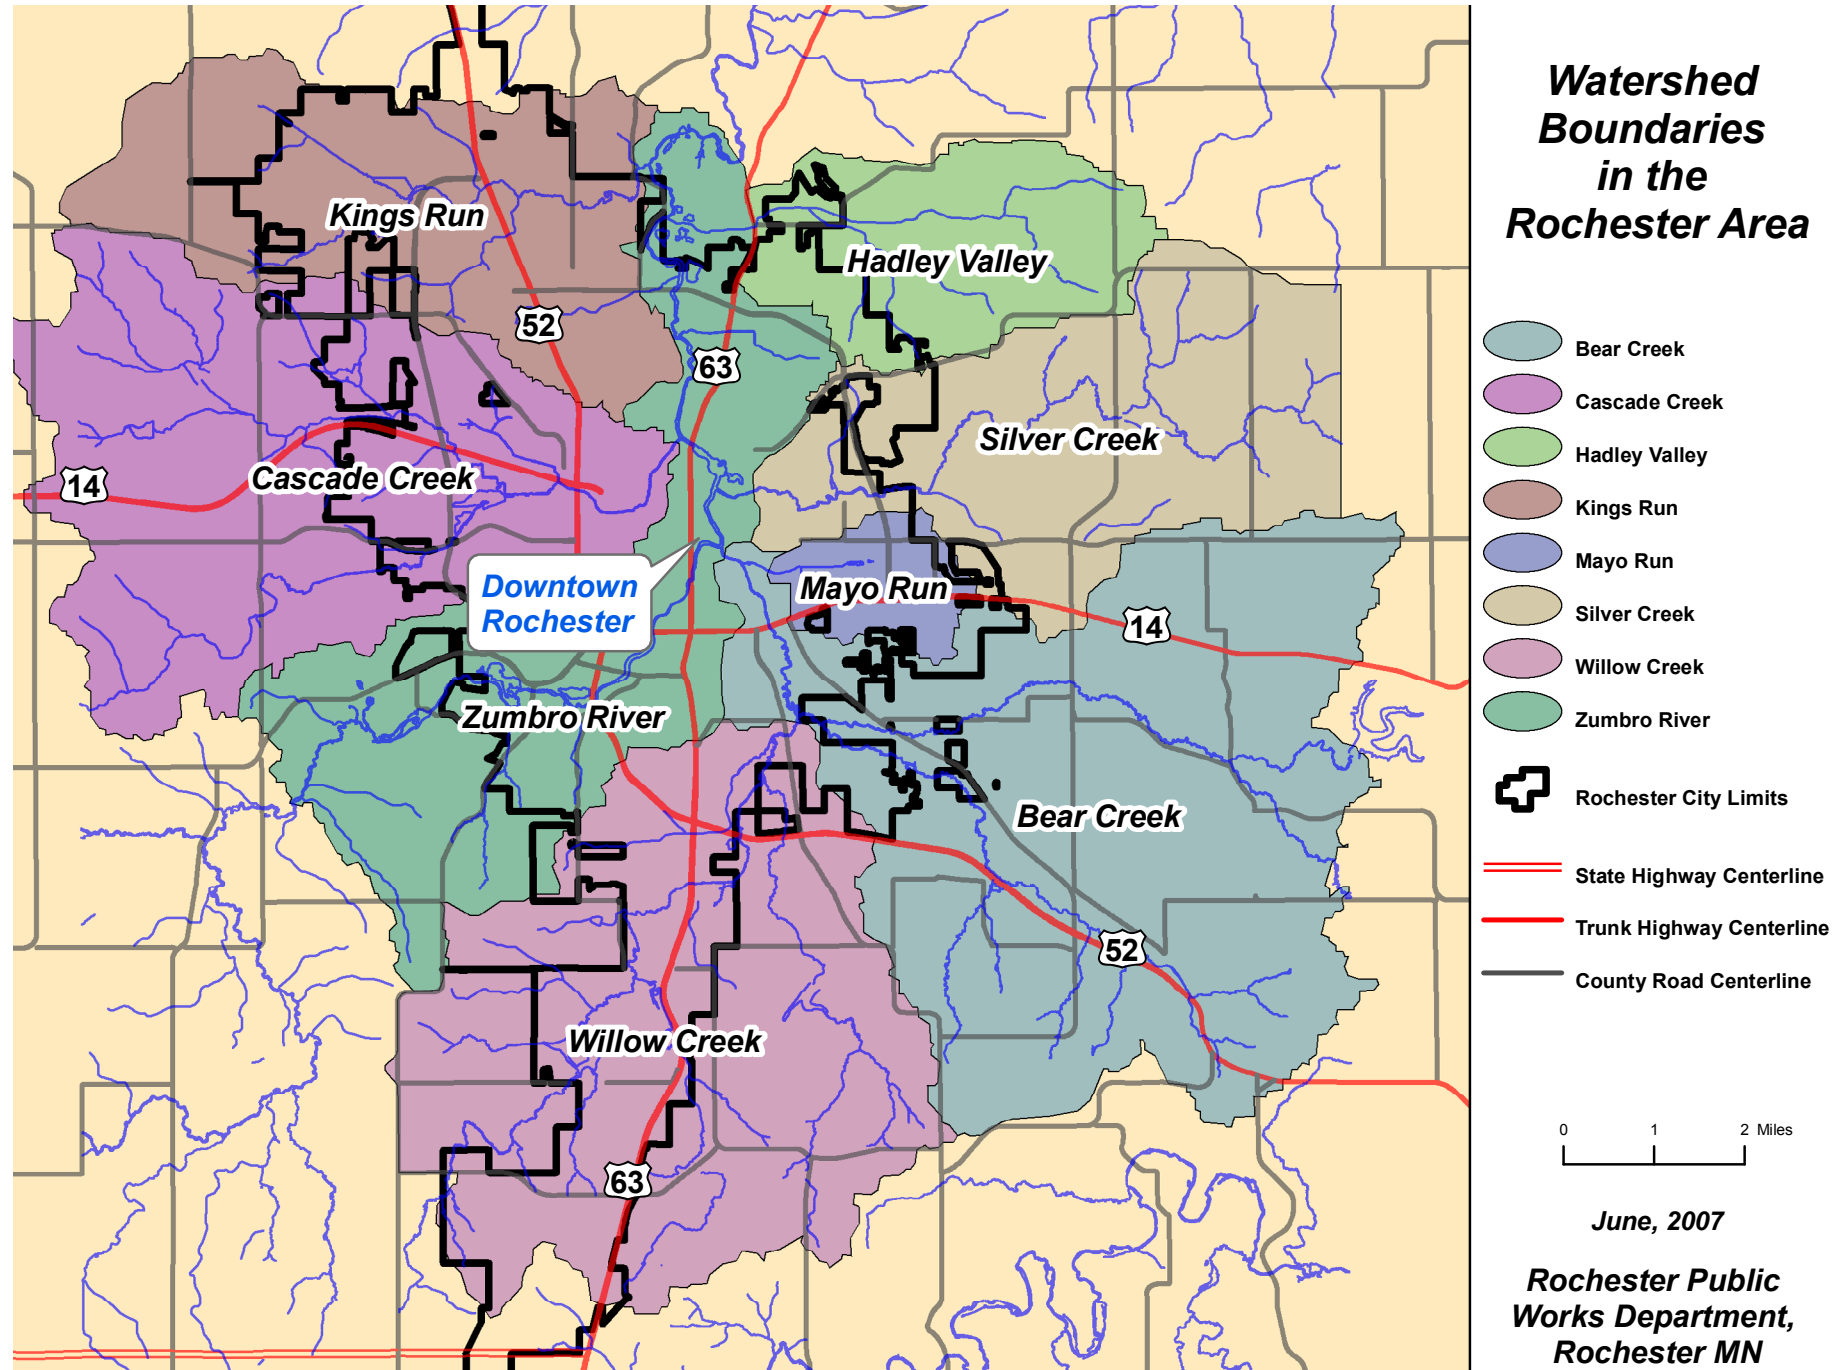 Watershed
Boundaries
in the
Rochester Area
Kings Run
Hadley Valley
52
63
Silver Creek
Cascade Creek
14
Downtown
Rochester
Mayo Run
14
Zumbro River
Bear Creek
52
Willow Creek
63
Bear Creek
Cascade Creek
Hadley Valley
Kings Run
Mayo Run
Silver Creek
Willow Creek
Zumbro River
Rochester City Limits
State Highway Centerline
Trunk Highway Centerline
County Road Centerline
0 1 2 Miles
June, 2007
Rochester Public
Works Department,
Rochester MN